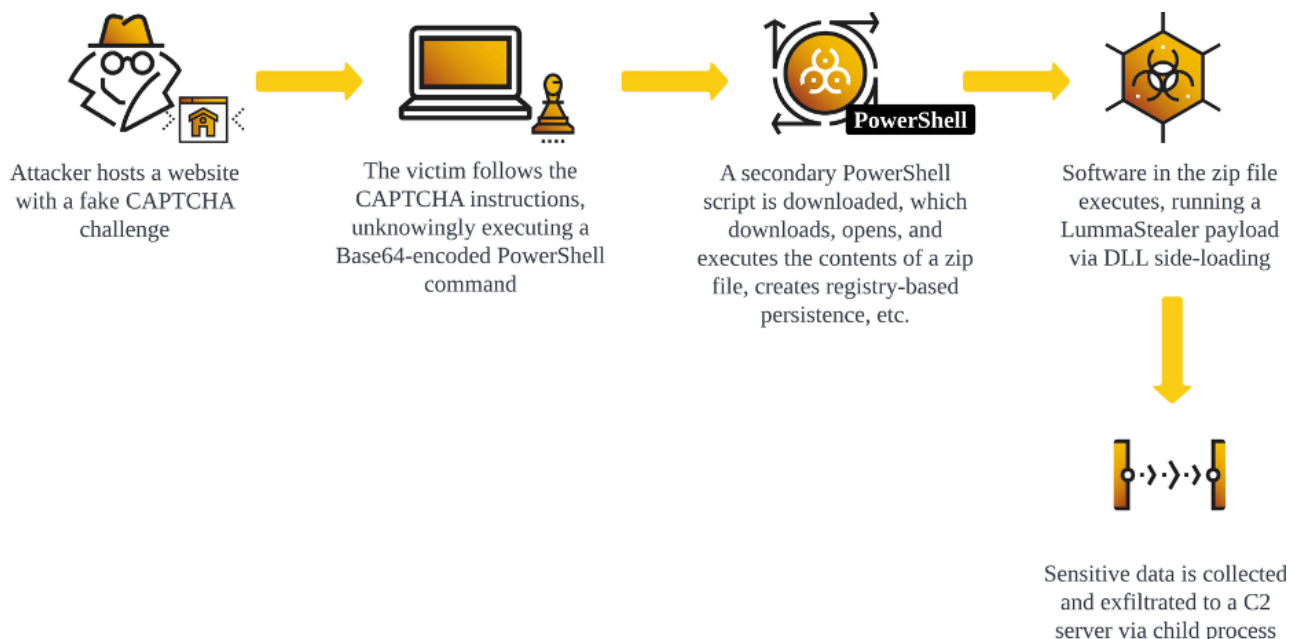 Attacker hosts a website
with a fake CAPTCHA
challenge
The victim follows the
CAPTCHA instructions,
unknowingly executing a
Base64-encoded PowerShell
command
PowerShell
A secondary PowerShell
script is downloaded, which
downloads, opens, and
executes the contents of a zip
file, creates registry-based
persistence, etc.
Software in the zip file
executes, running a
LummaStealer payload
via DLL side-loading
Sensitive data is collected
and exfiltrated to a C2
server via child process